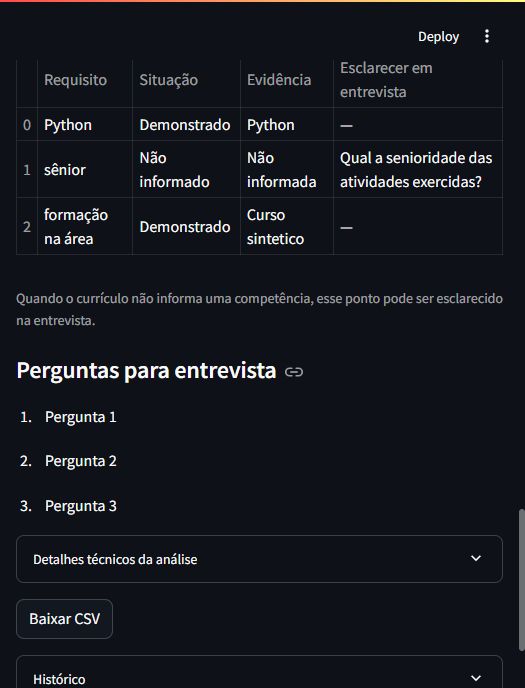 Deploy
Requisito Situação Evidência Esclarecer em entrevista
0 Python Demonstrado Python —
1 sênior Não informado Não informada Qual a senioridade das atividades exercidas?
2 formação na área Demonstrado Curso sintetico —
Quando o currículo não informa uma competência, esse ponto pode ser esclarecido
na entrevista.
Perguntas para entrevista
1. Pergunta 1
2. Pergunta 2
3. Pergunta 3
Detalhes técnicos da análise
Baixar CSV
Histórico